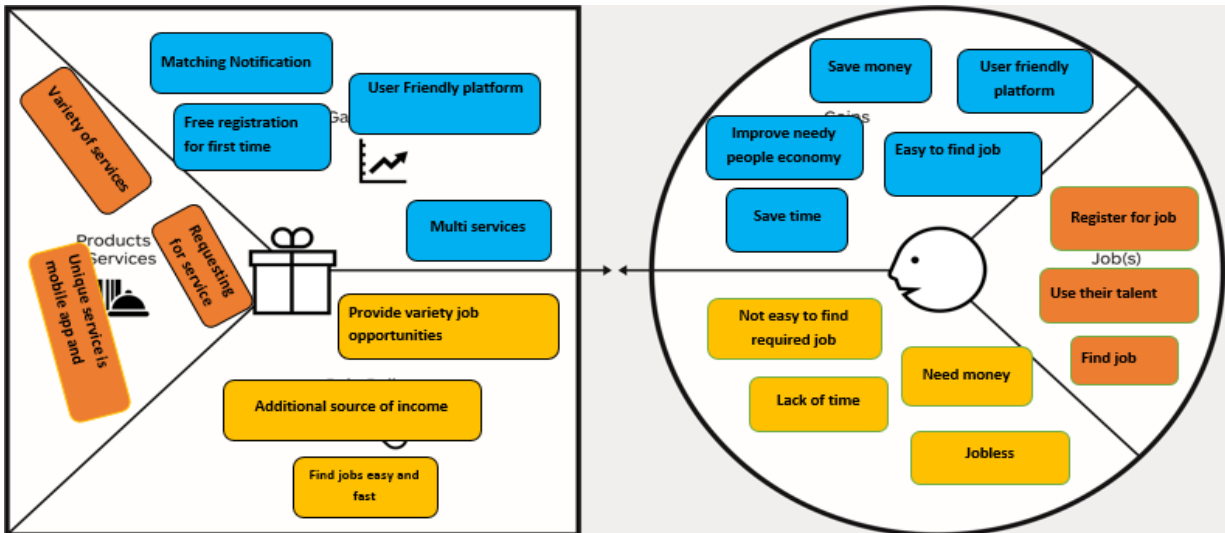 Matching Notification
User Friendly platform
Free registration
for first time
Ga
Variety of services
Multi services
Products
Services
Requesting
for service
Unique service is
mobile app and
Provide variety job
opportunities
Additional source of income
Find jobs easy and
fast
Save money
User friendly
platform
Gains
Improve needy
people economy
Easy to find job
Save time
Register for job
Job(s)
Use their talent
Find job
Not easy to find
required job
Need money
Lack of time
Jobless